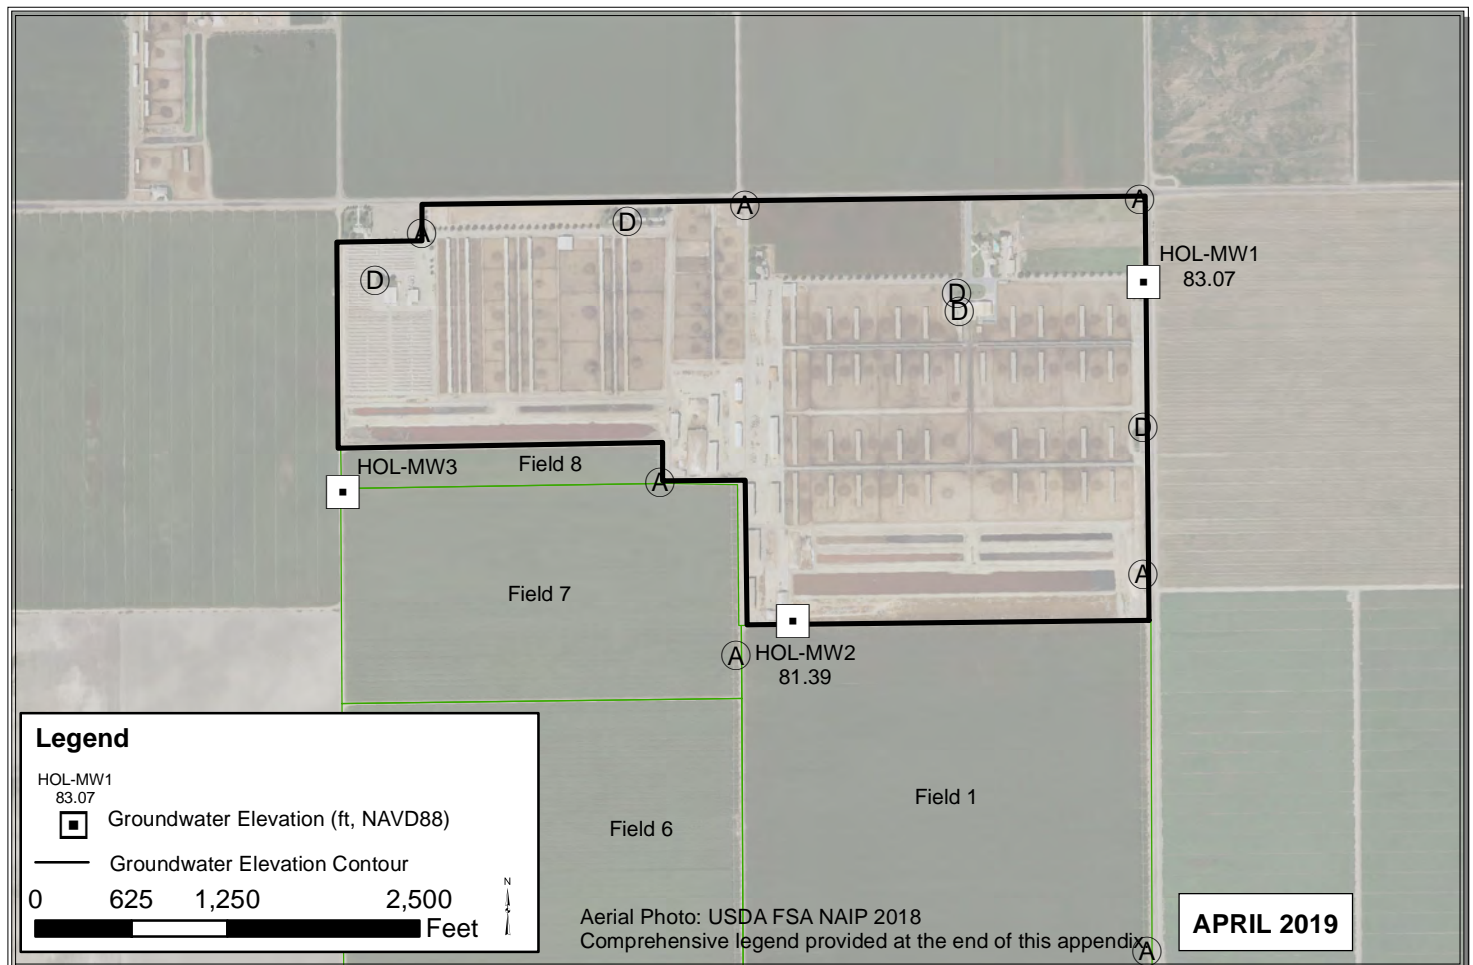 A
A
A
D
D
D
D
HOL-MW1
83.07
D
HOL-MW3
Field 8
A
A
Field 7
A
HOL-MW2
81.39
Field 1
Field 6
Legend
HOL-MW1
83.07
Groundwater Elevation (ft, NAVD88)
Groundwater Elevation Contour
0 625 1,250 2,500
Feet
N
Aerial Photo: USDA FSA NAIP 2018
Comprehensive legend provided at the end of this appendix
A
APRIL 2019